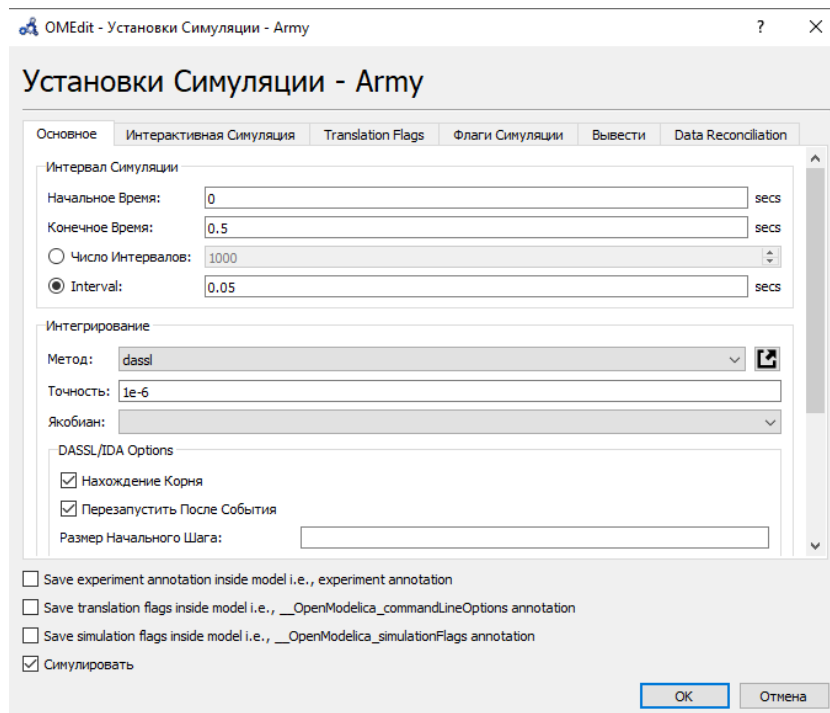 OMEdit - Установки Симуляции - Army
?
Установки Симуляции - Army
Основное Интерактивная Симуляция Translation Flags Флаги Симуляции Вывести Data Reconciliation
Интервал Симуляции
Начальное Время: 0 secs
Конечное Время: 0.5 secs
Число Интервалов: 1000
Interval: 0.05 secs
Интегрирование
Метод: dassl
Точность: 1e-6
Якобиан:
DASSL/IDA Options
Нахождение Корня
Перезапустить После События
Размер Начального Шага:
Save experiment annotation inside model i.e., experiment annotation
Save translation flags inside model i.e., __OpenModelica_commandLineOptions annotation
Save simulation flags inside model i.e., __OpenModelica_simulationFlags annotation
Симулировать
OK Отмена